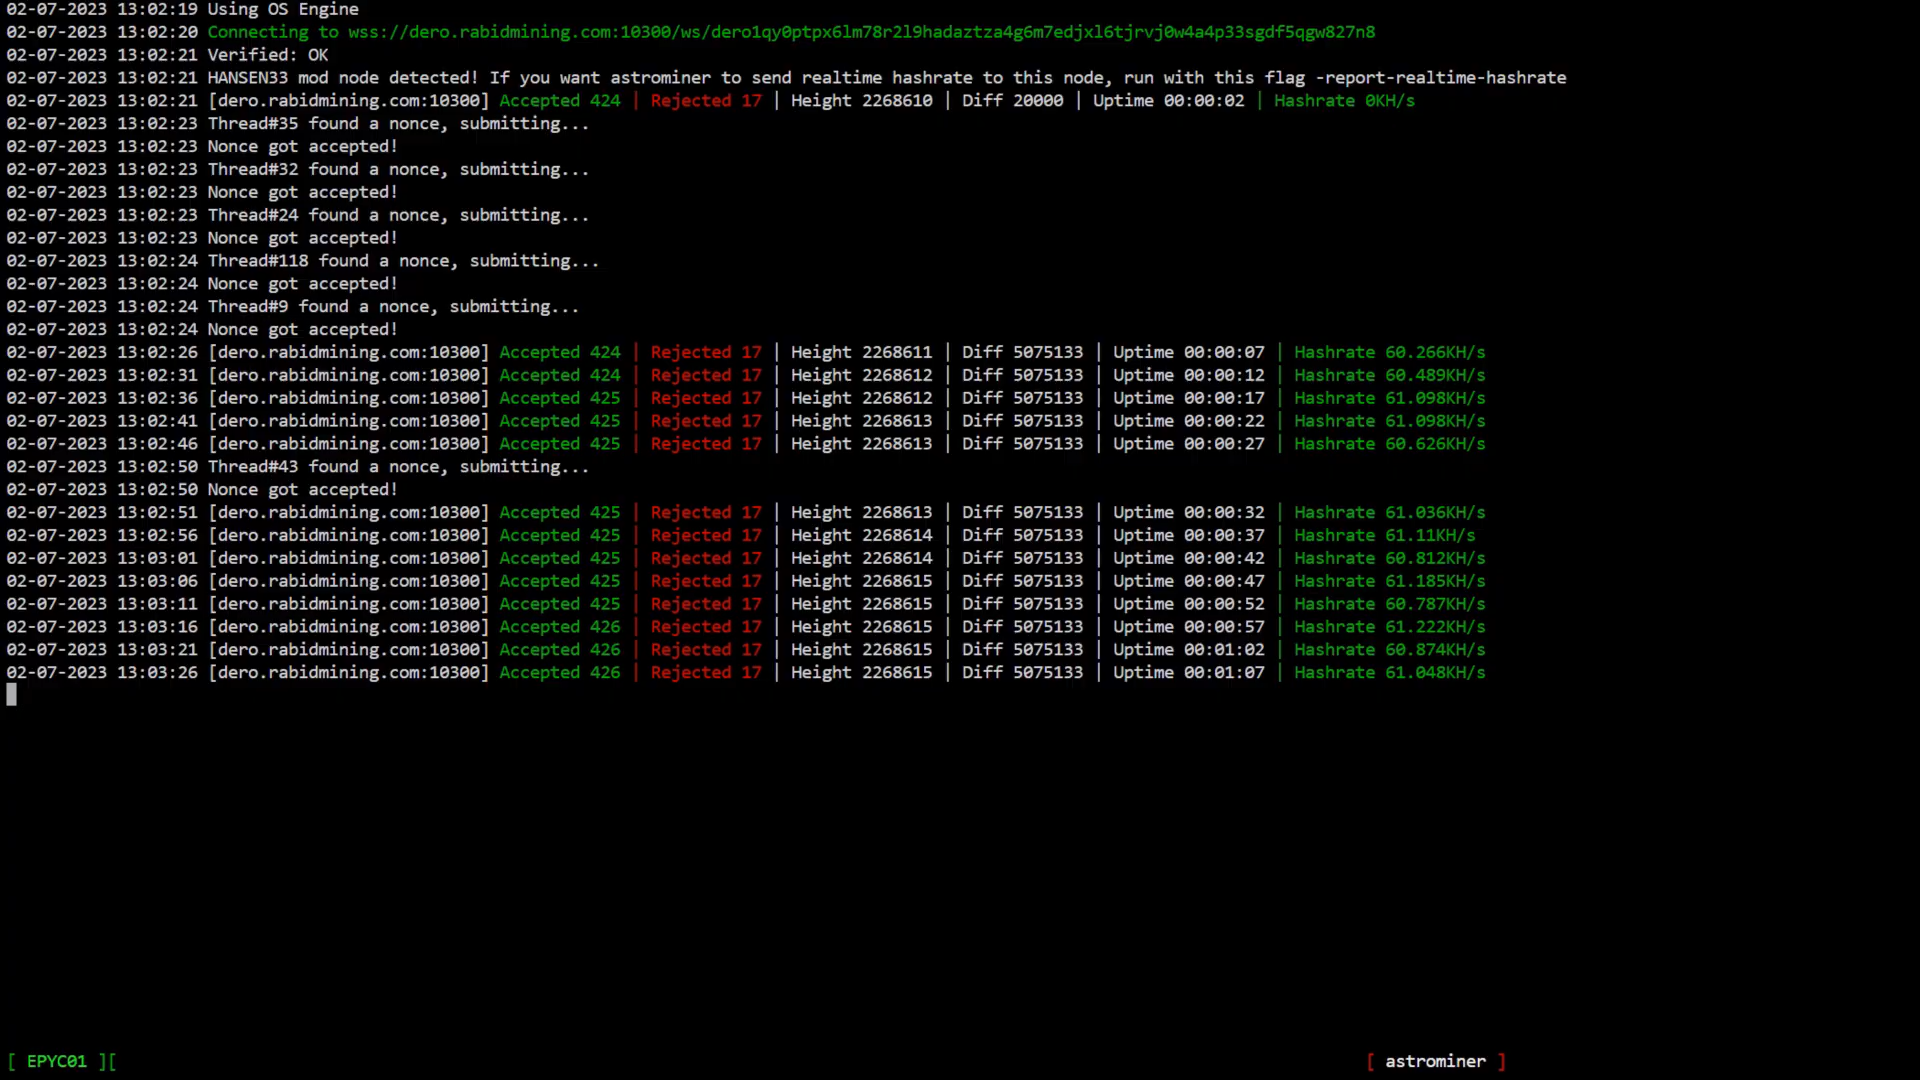 02-07-2023 13:02:19 Using OS Engine
02-07-2023 13:02:20 Connecting to wss://dero.rabidmining.com:10300/ws/dero1qy0ptpx6lm78r2l9hadaztza4g6m7edjxl6tjrvj0w4a4p33sgdf5qgw827n8
02-07-2023 13:02:21 Verified: OK
02-07-2023 13:02:21 HANSEN33 mod node detected! If you want astrominer to send realtime hashrate to this node, run with this flag -report-realtime-hashrate
02-07-2023 13:02:21 [dero.rabidmining.com:10300] Accepted 424 | Rejected 17 | Height 2268610 | Diff 20000 | Uptime 00:00:02 | Hashrate 0KH/s
02-07-2023 13:02:23 Thread#35 found a nonce, submitting...
02-07-2023 13:02:23 Nonce got accepted!
02-07-2023 13:02:23 Thread#32 found a nonce, submitting...
02-07-2023 13:02:23 Nonce got accepted!
02-07-2023 13:02:23 Thread#24 found a nonce, submitting...
02-07-2023 13:02:23 Nonce got accepted!
02-07-2023 13:02:24 Thread#118 found a nonce, submitting...
02-07-2023 13:02:24 Nonce got accepted!
02-07-2023 13:02:24 Thread#9 found a nonce, submitting...
02-07-2023 13:02:24 Nonce got accepted!
02-07-2023 13:02:26 [dero.rabidmining.com:10300] Accepted 424 | Rejected 17 | Height 2268611 | Diff 5075133 | Uptime 00:00:07 | Hashrate 60.266KH/s
02-07-2023 13:02:31 [dero.rabidmining.com:10300] Accepted 424 | Rejected 17 | Height 2268612 | Diff 5075133 | Uptime 00:00:12 | Hashrate 60.489KH/s
02-07-2023 13:02:36 [dero.rabidmining.com:10300] Accepted 425 | Rejected 17 | Height 2268612 | Diff 5075133 | Uptime 00:00:17 | Hashrate 61.098KH/s
02-07-2023 13:02:41 [dero.rabidmining.com:10300] Accepted 425 | Rejected 17 | Height 2268613 | Diff 5075133 | Uptime 00:00:22 | Hashrate 61.098KH/s
02-07-2023 13:02:46 [dero.rabidmining.com:10300] Accepted 425 | Rejected 17 | Height 2268613 | Diff 5075133 | Uptime 00:00:27 | Hashrate 60.626KH/s
02-07-2023 13:02:50 Thread#43 found a nonce, submitting...
02-07-2023 13:02:50 Nonce got accepted!
02-07-2023 13:02:51 [dero.rabidmining.com:10300] Accepted 425 | Rejected 17 | Height 2268613 | Diff 5075133 | Uptime 00:00:32 | Hashrate 61.036KH/s
02-07-2023 13:02:56 [dero.rabidmining.com:10300] Accepted 425 | Rejected 17 | Height 2268614 | Diff 5075133 | Uptime 00:00:37 | Hashrate 61.11KH/s
02-07-2023 13:03:01 [dero.rabidmining.com:10300] Accepted 425 | Rejected 17 | Height 2268614 | Diff 5075133 | Uptime 00:00:42 | Hashrate 60.812KH/s
02-07-2023 13:03:06 [dero.rabidmining.com:10300] Accepted 425 | Rejected 17 | Height 2268615 | Diff 5075133 | Uptime 00:00:47 | Hashrate 61.185KH/s
02-07-2023 13:03:11 [dero.rabidmining.com:10300] Accepted 425 | Rejected 17 | Height 2268615 | Diff 5075133 | Uptime 00:00:52 | Hashrate 60.787KH/s
02-07-2023 13:03:16 [dero.rabidmining.com:10300] Accepted 426 | Rejected 17 | Height 2268615 | Diff 5075133 | Uptime 00:00:57 | Hashrate 61.222KH/s
02-07-2023 13:03:21 [dero.rabidmining.com:10300] Accepted 426 | Rejected 17 | Height 2268615 | Diff 5075133 | Uptime 00:01:02 | Hashrate 60.874KH/s
02-07-2023 13:03:26 [dero.rabidmining.com:10300] Accepted 426 | Rejected 17 | Height 2268615 | Diff 5075133 | Uptime 00:01:07 | Hashrate 61.048KH/s
[ EPYC01 ][ [ astrominer ]